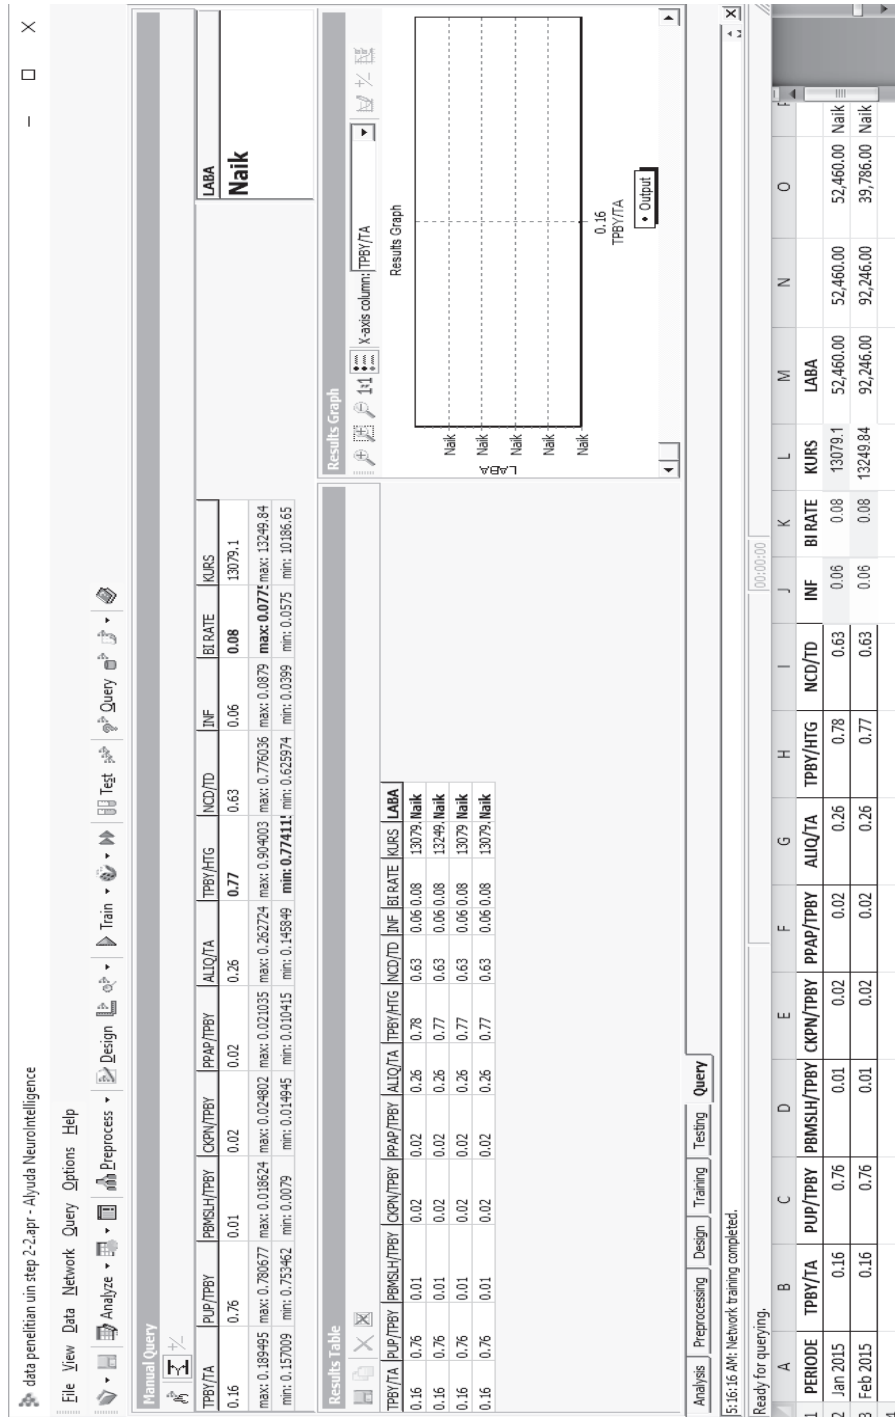 data penelitian uin step 2-2.apr - Alyuda NeuroIntelligence
File View Data Network Query Options Help
Analyze Preprocess Design Train Test Query
Manual Query
TPBY/TA PUP/TPBY PBMSLH/TPBY CKPN/TPBY PPAP/TPBY ALIQ/TA TPBY/HTG NCD/TD INF BI RATE KURS LABA
0.16 0.76 0.01 0.02 0.02 0.26 0.77 0.63 0.06 0.08 13079.1 Naik
max: 0.189495 max: 0.780677 max: 0.018624 max: 0.024802 max: 0.021035 max: 0.262724 max: 0.904003 max: 0.776036 max: 0.0879 max: 0.0775 max: 13249.84
min: 0.157009 min: 0.753462 min: 0.0079 min: 0.014945 min: 0.010415 min: 0.145849 min: 0.77411 min: 0.625974 min: 0.0399 min: 0.0575 min: 10186.65
Results Table
TPBY/TA PUP/TPBY PBMSLH/TPBY CKPN/TPBY PPAP/TPBY ALIQ/TA TPBY/HTG NCD/TD INF BI RATE KURS LABA
0.16 0.76 0.01 0.02 0.02 0.26 0.78 0.63 0.06 0.08 13079. Naik
0.16 0.76 0.01 0.02 0.02 0.26 0.77 0.63 0.06 0.08 13249. Naik
0.16 0.76 0.01 0.02 0.02 0.26 0.77 0.63 0.06 0.08 13079 Naik
0.16 0.76 0.01 0.02 0.02 0.26 0.77 0.63 0.06 0.08 13079. Naik
Results Graph
1:1 X-axis column: TPBY/TA
Results Graph
LABA
Naik
Naik
Naik
Naik
Naik
0.16
TPBY/TA
Output
Analysis Preprocessing Design Training Testing Query
5:16:16 AM: Network training completed.
Ready for querying. 00:00:00
A B C D E F G H I J K L M N O
1 PERIODE TPBY/TA PUP/TPBY PBMSLH/TPBY CKPN/TPBY PPAP/TPBY ALIQ/TA TPBY/HTG NCD/TD INF BI RATE KURS LABA
2 Jan 2015 0.16 0.76 0.01 0.02 0.02 0.26 0.78 0.63 0.06 0.08 13079.1 52,460.00 52,460.00 52,460.00 Naik
3 Feb 2015 0.16 0.76 0.01 0.02 0.02 0.26 0.77 0.63 0.06 0.08 13249.84 92,246.00 92,246.00 39,786.00 Naik